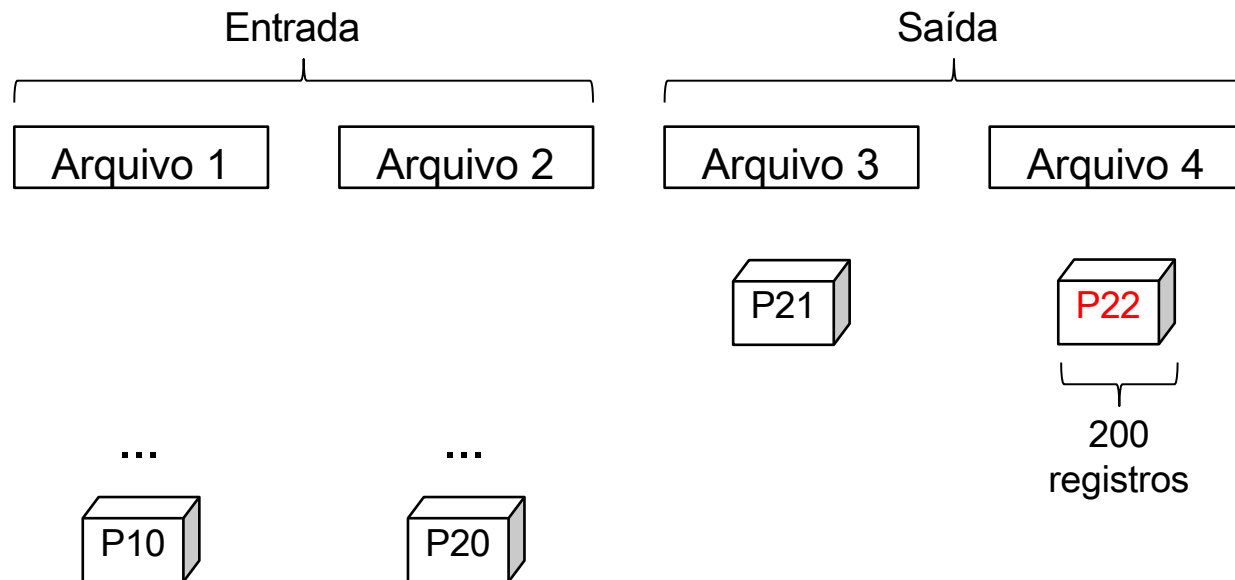 Entrada
Saída
Arquivo 1
Arquivo 2
Arquivo 3
Arquivo 4
P21
P22
200
registros
...
...
P10
P20